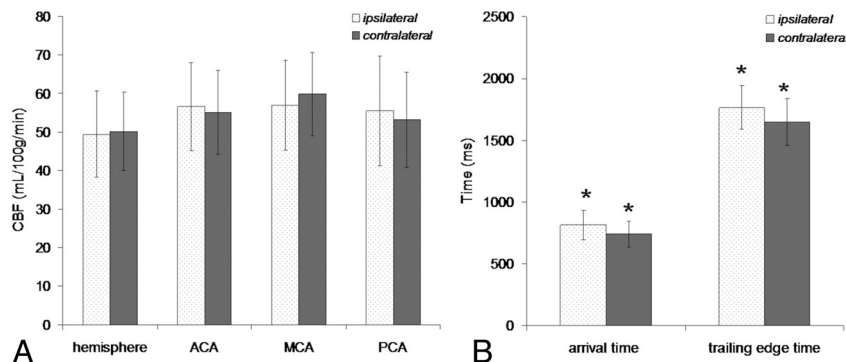 80
70
60
50
40
30
20
10
0
CBF (mL/100g/min)
ipsilateral
contralateral
hemisphere ACA MCA PCA
A
2500
2000
1500
1000
500
0
Time (ms)
ipsilateral
contralateral
* * * *
arrival time trailing edge time
B